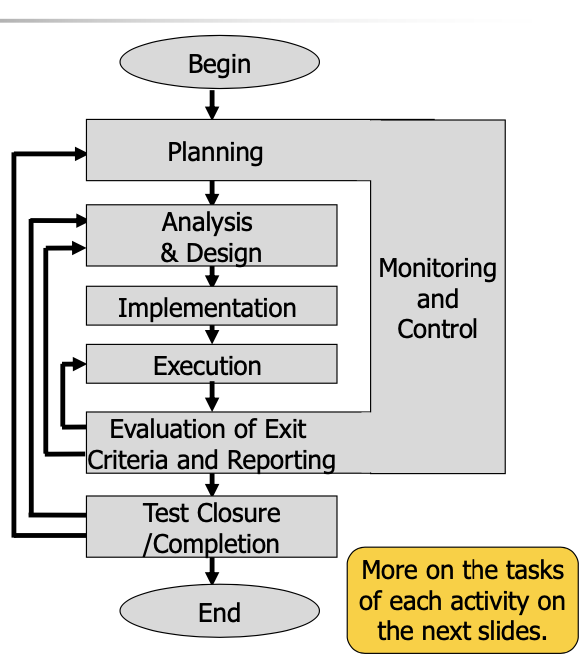 Begin
Planning
Analysis
& Design
Monitoring
and
Control
Implementation
Execution
Evaluation of Exit
Criteria and Reporting
Test Closure
/Completion
End
More on the tasks
of each activity on
the next slides.